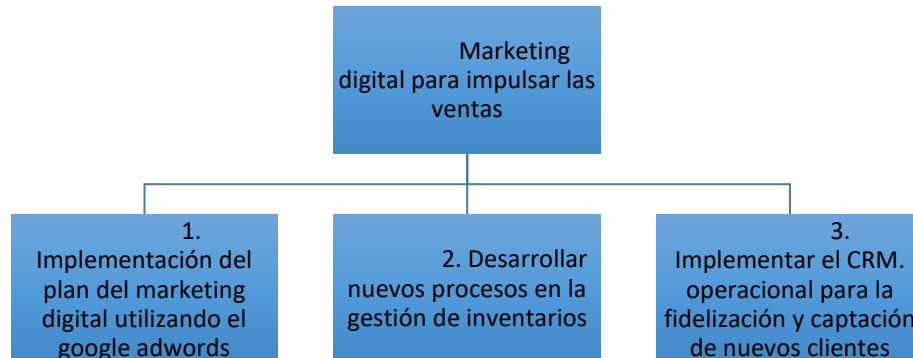 Marketing
digital para impulsar las
ventas
1.
Implementación del
plan del marketing
digital utilizando el
google adwords
2. Desarrollar
nuevos procesos en la
gestión de inventarios
3.
Implementar el CRM.
operacional para la
fidelización y captación
de nuevos clientes